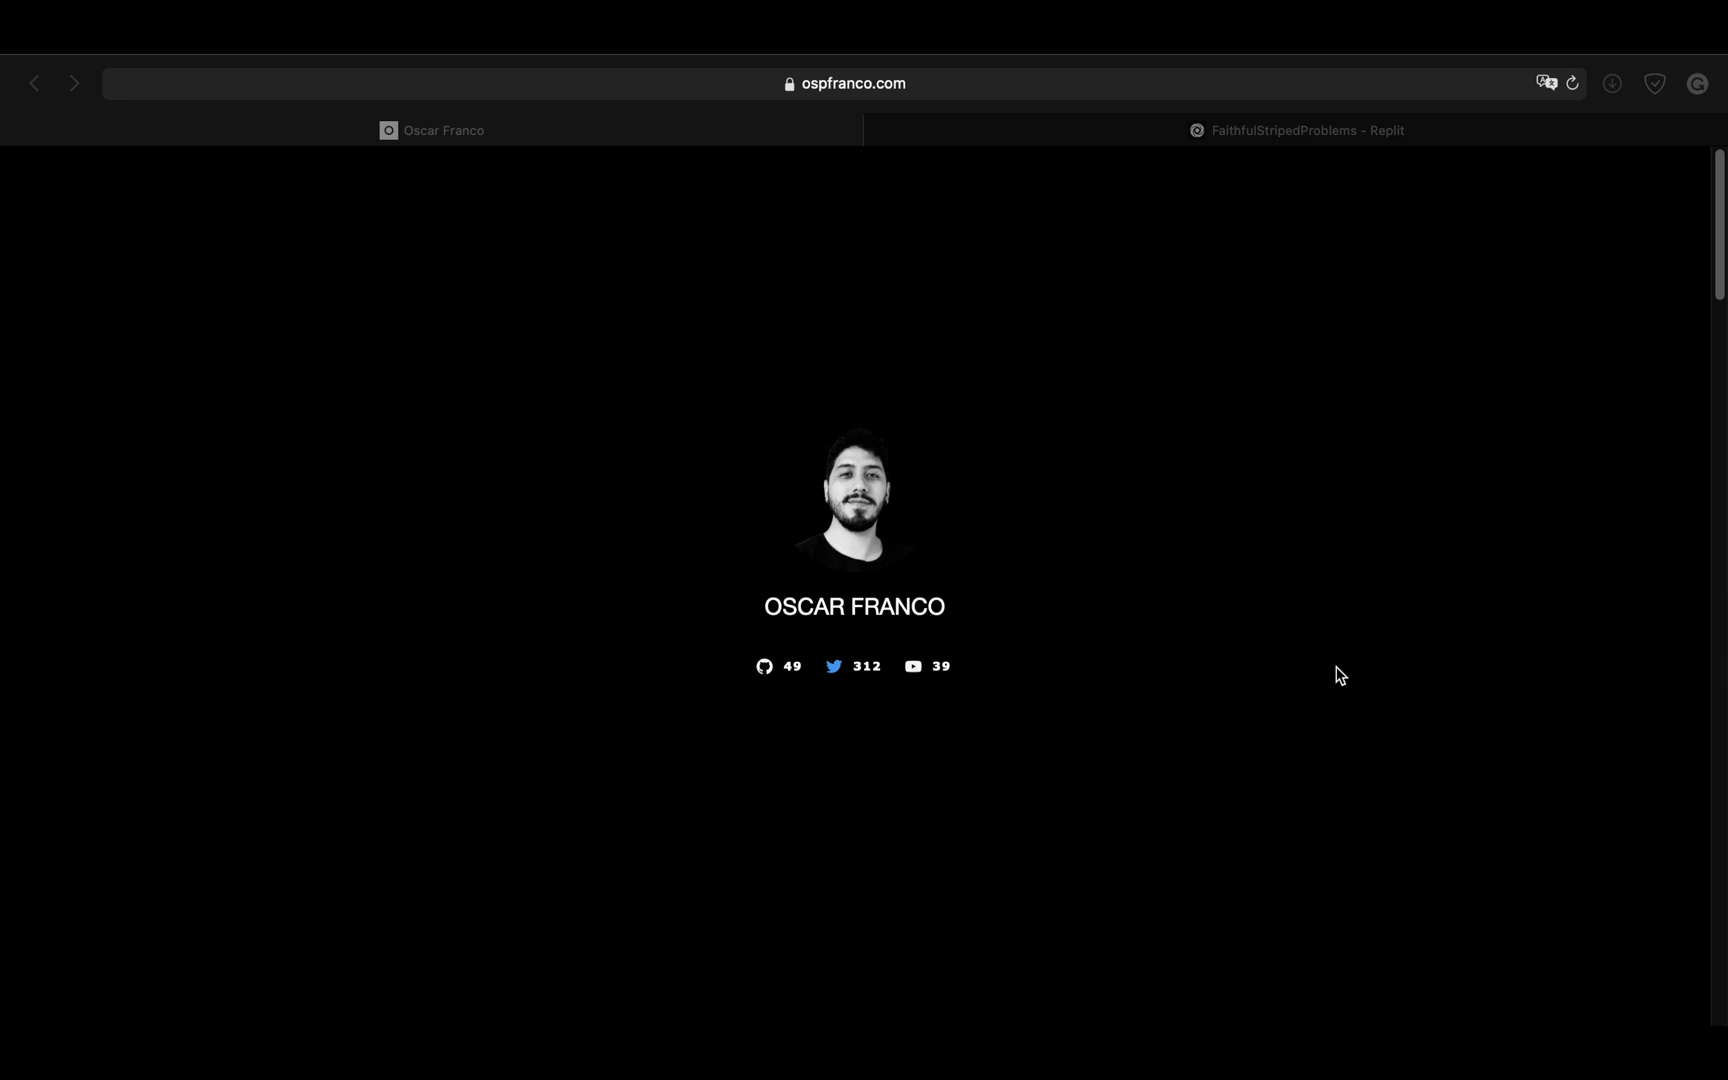 ospfranco.com
Oscar Franco
FaithfulStripedProblems - Replit
OSCAR FRANCO
49 312 39